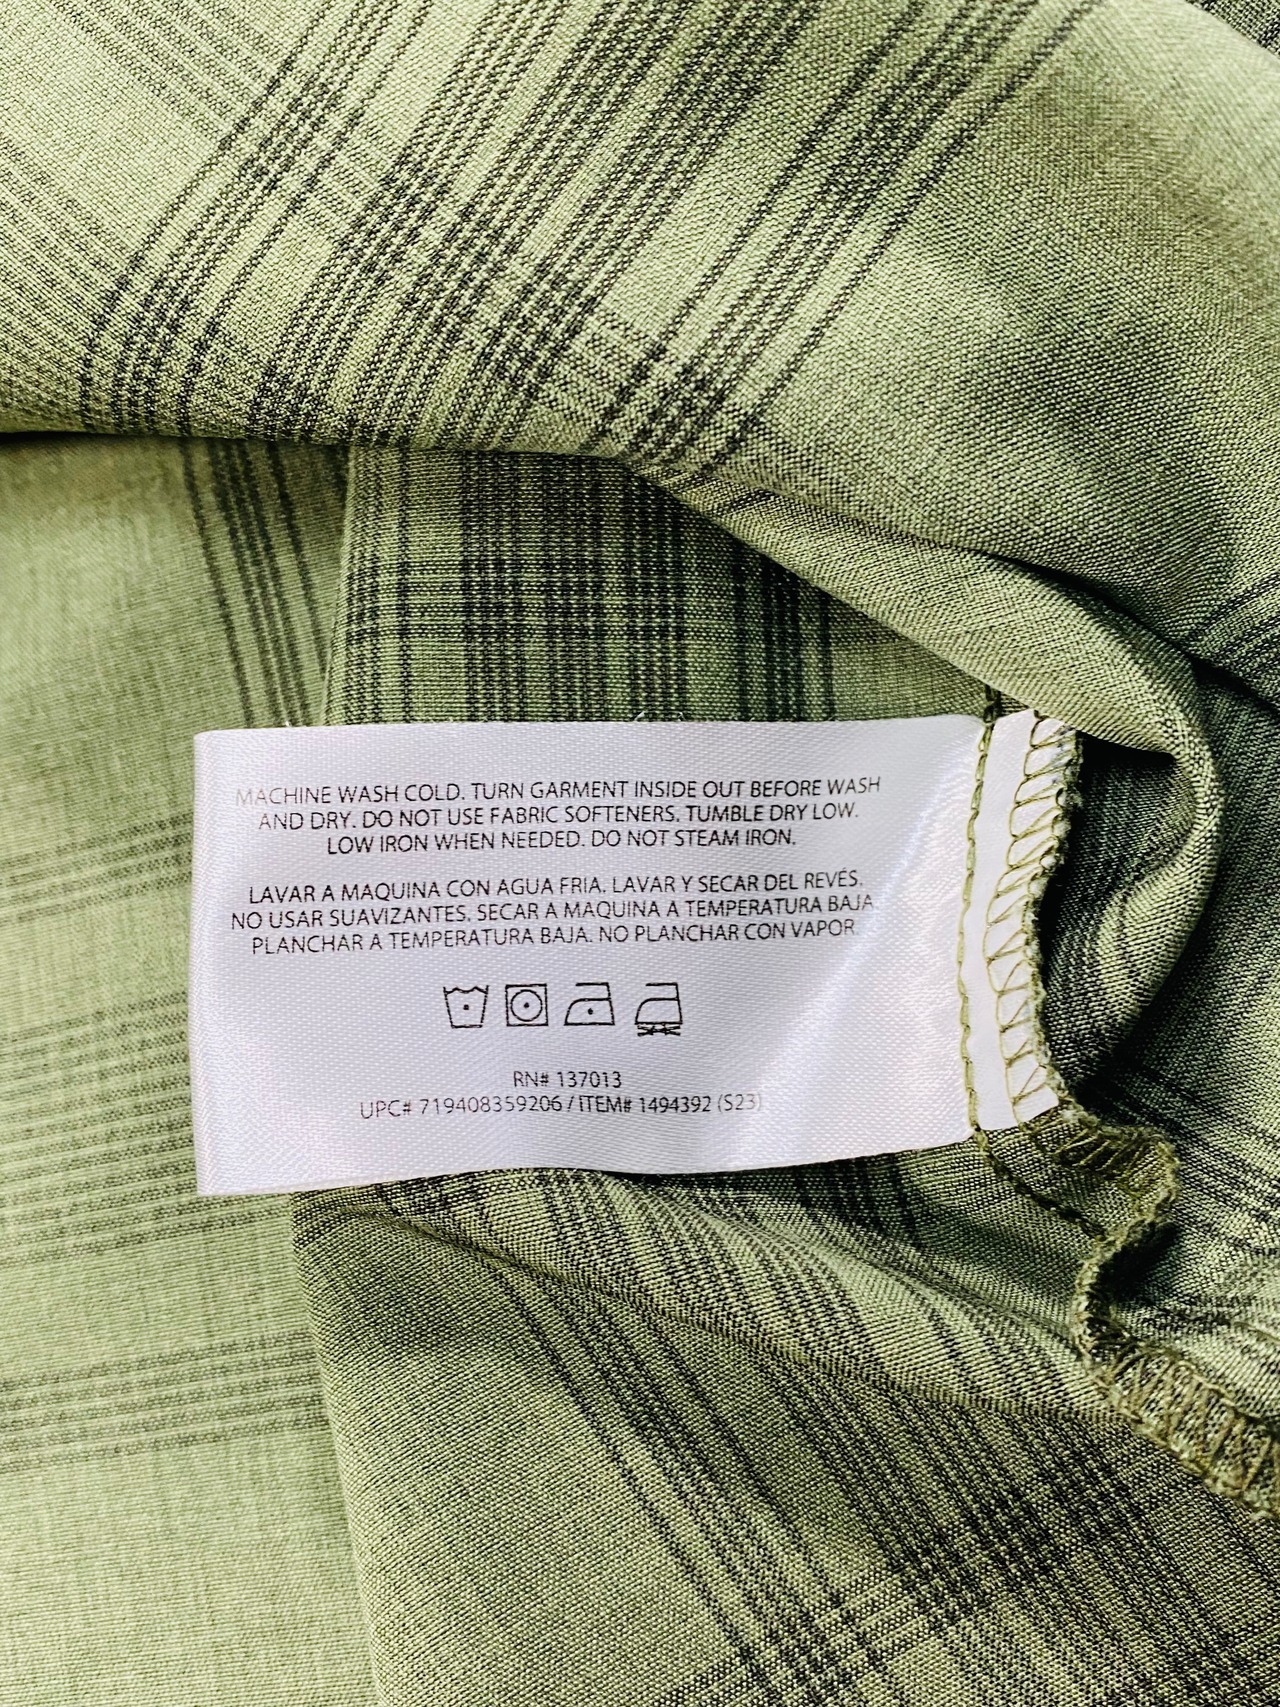 MACHINE WASH COLD. TURN GARMENT INSIDE OUT BEFORE WASH
AND DRY. DO NOT USE FABRIC SOFTENERS. TUMBLE DRY LOW.
LOW IRON WHEN NEEDED. DO NOT STEAM IRON.
LAVAR A MAQUINA CON AGUA FRIA. LAVAR Y SECAR DEL REVÉS.
NO USAR SUAVIZANTES. SECAR A MAQUINA A TEMPERATURA BAJA
PLANCHAR A TEMPERATURA BAJA. NO PLANCHAR CON VAPOR.
RN# 137013
UPC# 719408359206 / ITEM# 1494392 (S23)